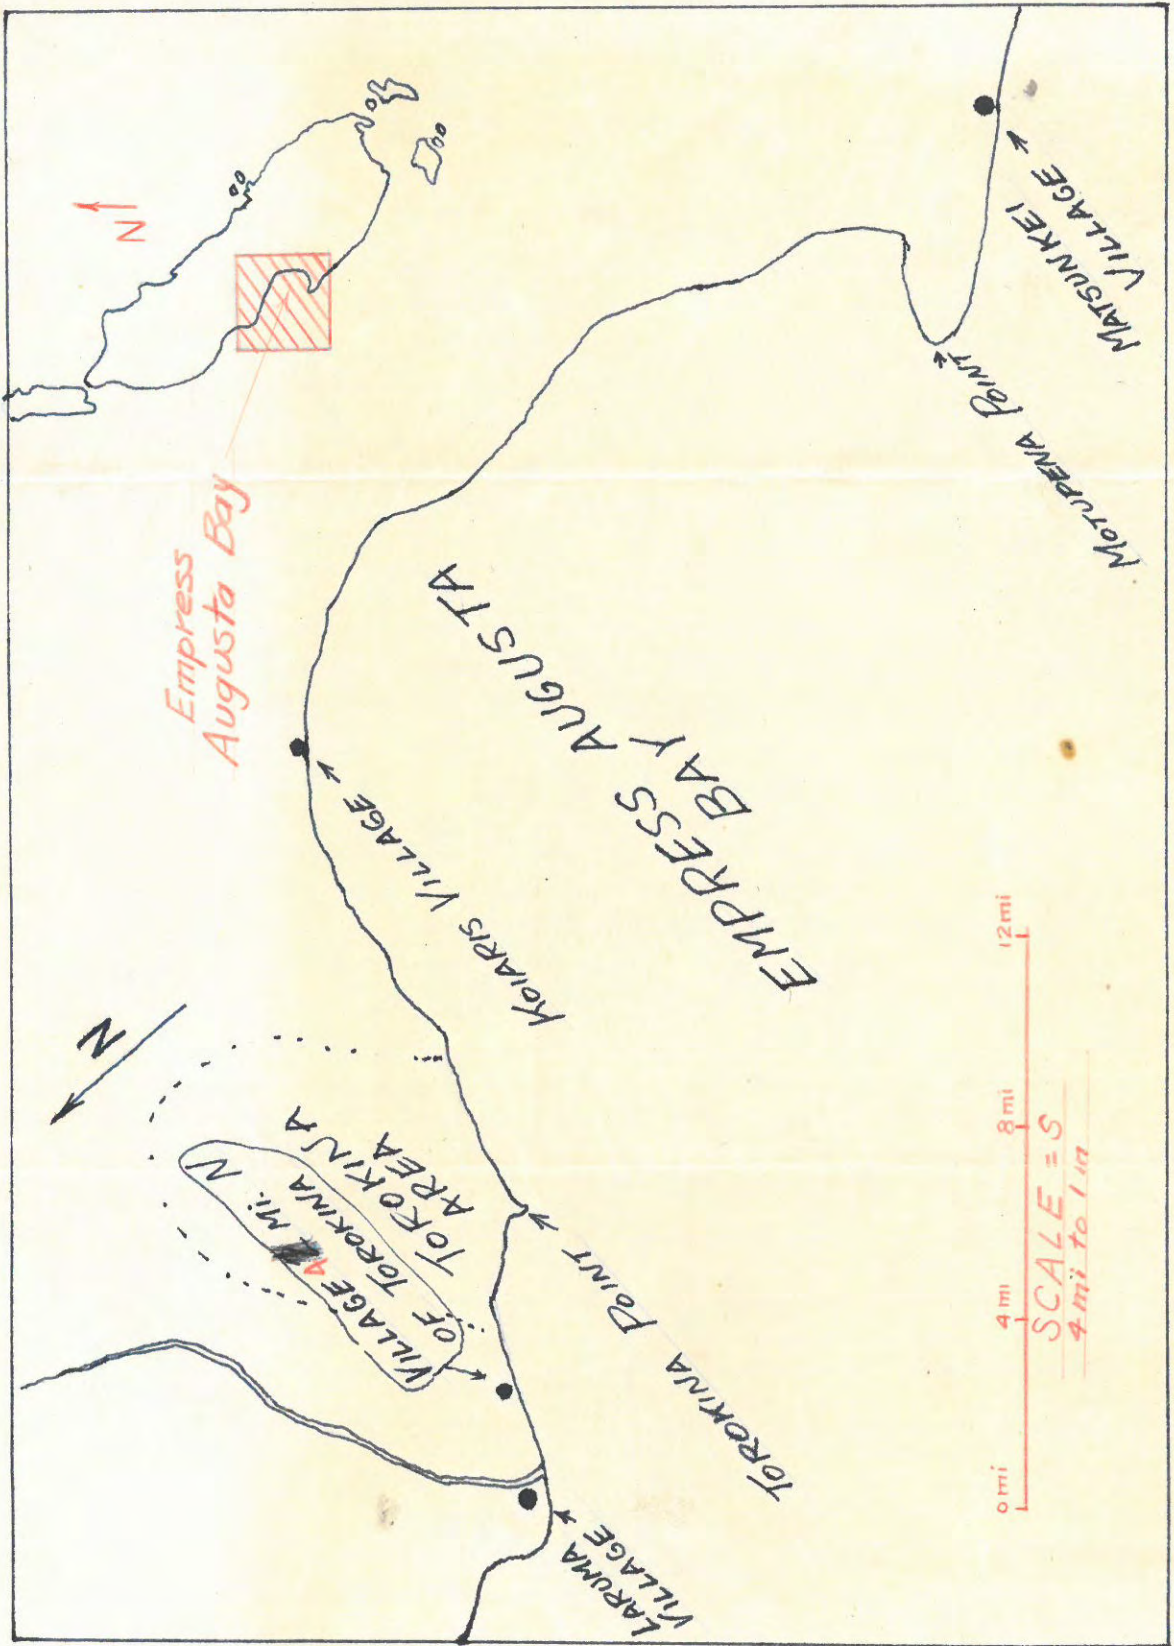 N
Empress
Augusta Bay
N
VILLAGE 4 Mi. N
OF TOROKINA
TOROKINA
AREA
LARUMA
VILLAGE
TOROKINA POINT
KOIARIS VILLAGE
EMPRESS AUGUSTA
BAY
MOTUPENA POINT
MATSUNKEI
VILLAGE
0 mi 4 mi 8 mi 12 mi
SCALE = S
4 mi to 1 in